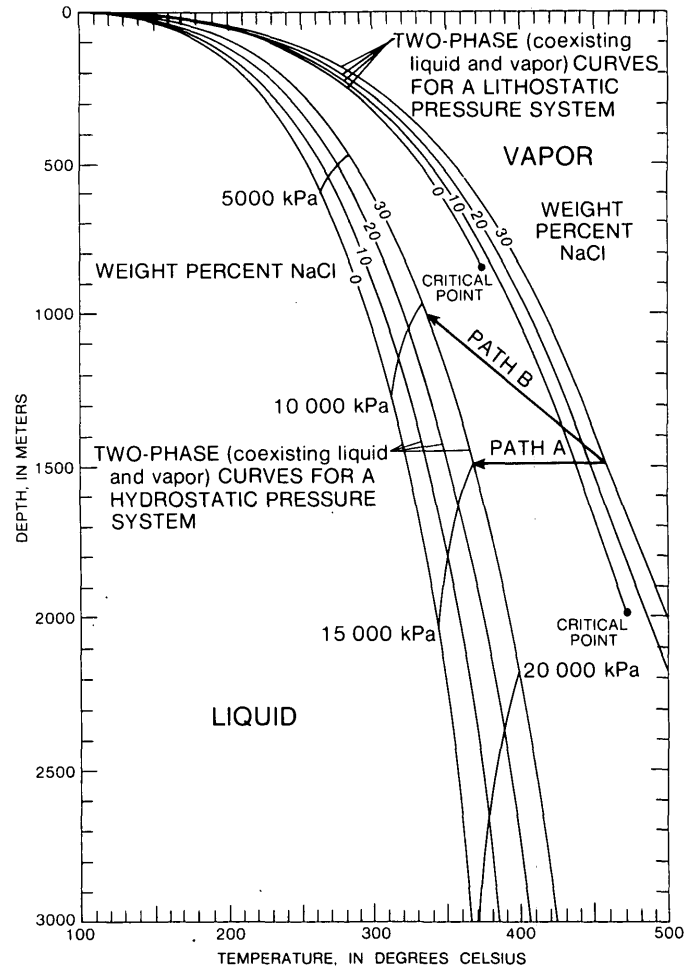 0
500
1000
1500
2000
2500
3000
DEPTH, IN METERS
100
200
300
400
500
TEMPERATURE, IN DEGREES CELSIUS
TWO-PHASE (coexisting
liquid and vapor) CURVES
FOR A LITHOSTATIC
PRESSURE SYSTEM
VAPOR
WEIGHT
PERCENT
NaCl
0
10
20
30
CRITICAL
POINT
5000 kPa
30
20
10
0
WEIGHT PERCENT NaCl
PATH B
10 000 kPa
PATH A
TWO-PHASE (coexisting liquid
and vapor) CURVES FOR A
HYDROSTATIC PRESSURE
SYSTEM
15 000 kPa
CRITICAL
POINT
20 000 kPa
LIQUID